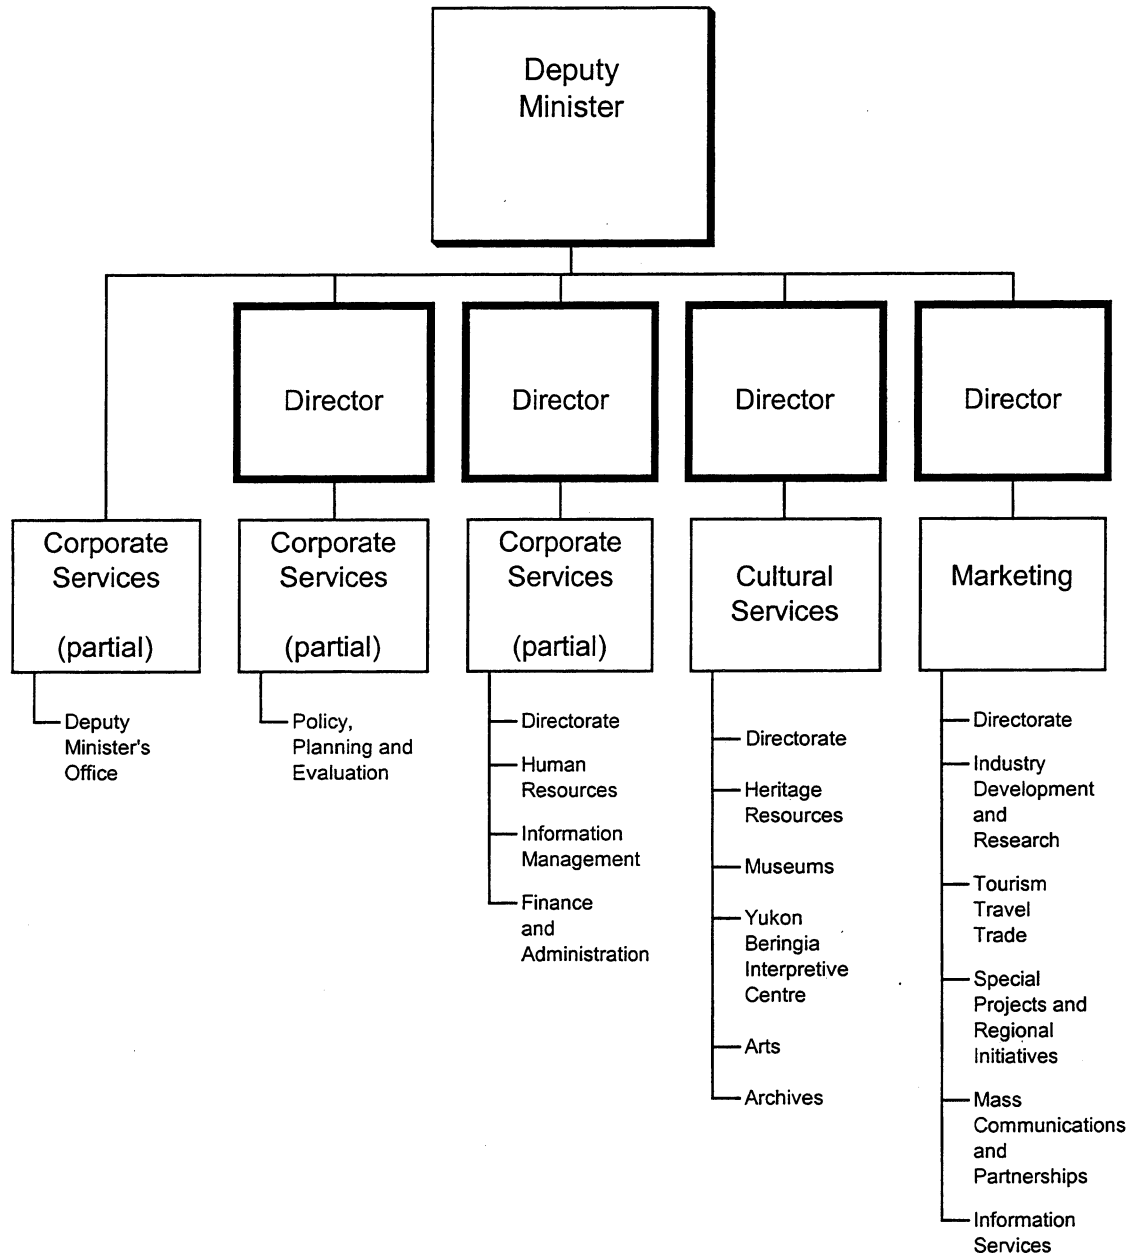 Deputy
Minister
Director
Director
Director
Director
Corporate
Services
(partial)
Corporate
Services
(partial)
Corporate
Services
(partial)
Cultural
Services
Marketing
Deputy
Minister's
Office
Policy,
Planning and
Evaluation
Directorate
Human
Resources
Information
Management
Finance
and
Administration
Directorate
Heritage
Resources
Museums
Yukon
Beringia
Interpretive
Centre
Arts
Archives
Directorate
Industry
Development
and
Research
Tourism
Travel
Trade
Special
Projects and
Regional
Initiatives
Mass
Communications
and
Partnerships
Information
Services